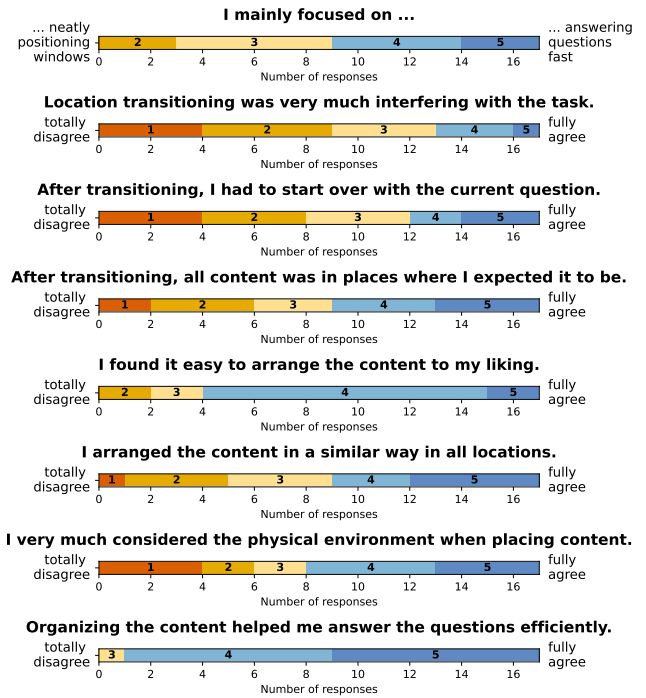 I mainly focused on ...
... neatly
positioning
windows
2 3 4 5
... answering
questions
fast
0 2 4 6 8 10 12 14 16
Number of responses
Location transitioning was very much interfering with the task.
totally
disagree
1 2 3 4 5
fully
agree
0 2 4 6 8 10 12 14 16
Number of responses
After transitioning, I had to start over with the current question.
totally
disagree
1 2 3 4 5
fully
agree
0 2 4 6 8 10 12 14 16
Number of responses
After transitioning, all content was in places where I expected it to be.
totally
disagree
1 2 3 4 5
fully
agree
0 2 4 6 8 10 12 14 16
Number of responses
I found it easy to arrange the content to my liking.
totally
disagree
2 3 4 5
fully
agree
0 2 4 6 8 10 12 14 16
Number of responses
I arranged the content in a similar way in all locations.
totally
disagree
1 2 3 4 5
fully
agree
0 2 4 6 8 10 12 14 16
Number of responses
I very much considered the physical environment when placing content.
totally
disagree
1 2 3 4 5
fully
agree
0 2 4 6 8 10 12 14 16
Number of responses
Organizing the content helped me answer the questions efficiently.
totally
disagree
3 4 5
fully
agree
0 2 4 6 8 10 12 14 16
Number of responses